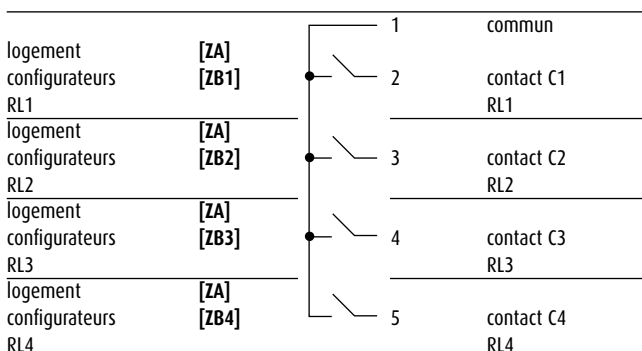 1 commun
logement [ZA]
configurateurs [ZB1] 2 contact C1
RL1 RL1
logement [ZA]
configurateurs [ZB2] 3 contact C2
RL2 RL2
logement [ZA]
configurateurs [ZB3] 4 contact C3
RL3 RL3
logement [ZA]
configurateurs [ZB4] 5 contact C4
RL4 RL4